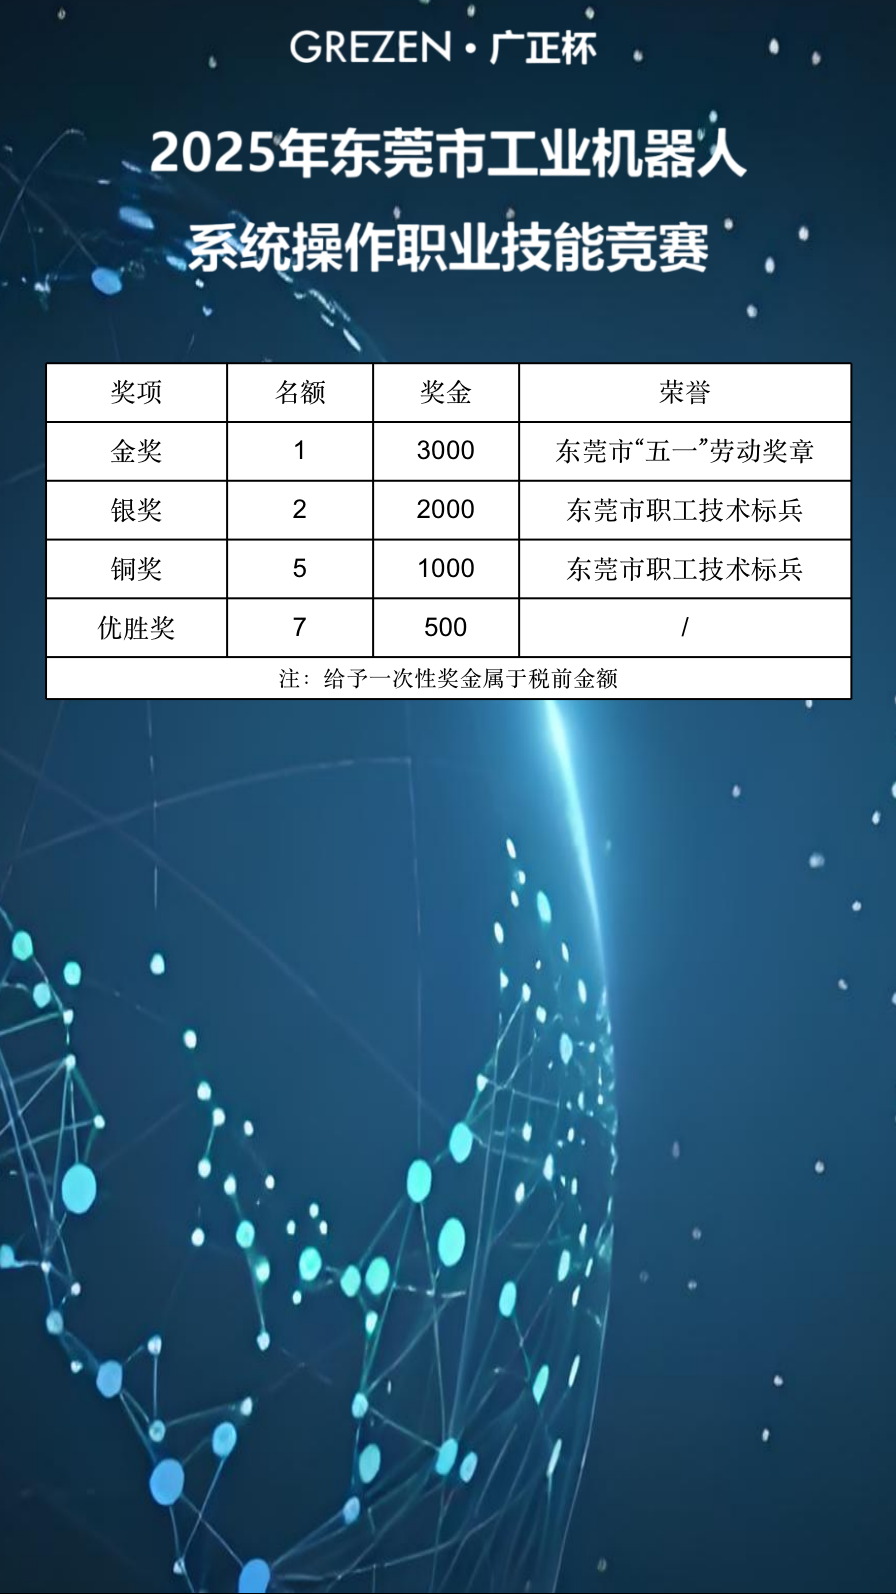 GREZEN·广正杯
2025年东莞市工业机器人
系统操作职业技能竞赛
奖项 名额 奖金 荣誉
金奖 1 3000 东莞市“五一”劳动奖章
银奖 2 2000 东莞市职工技术标兵
铜奖 5 1000 东莞市职工技术标兵
优胜奖 7 500 /
注：给予一次性奖金属于税前金额